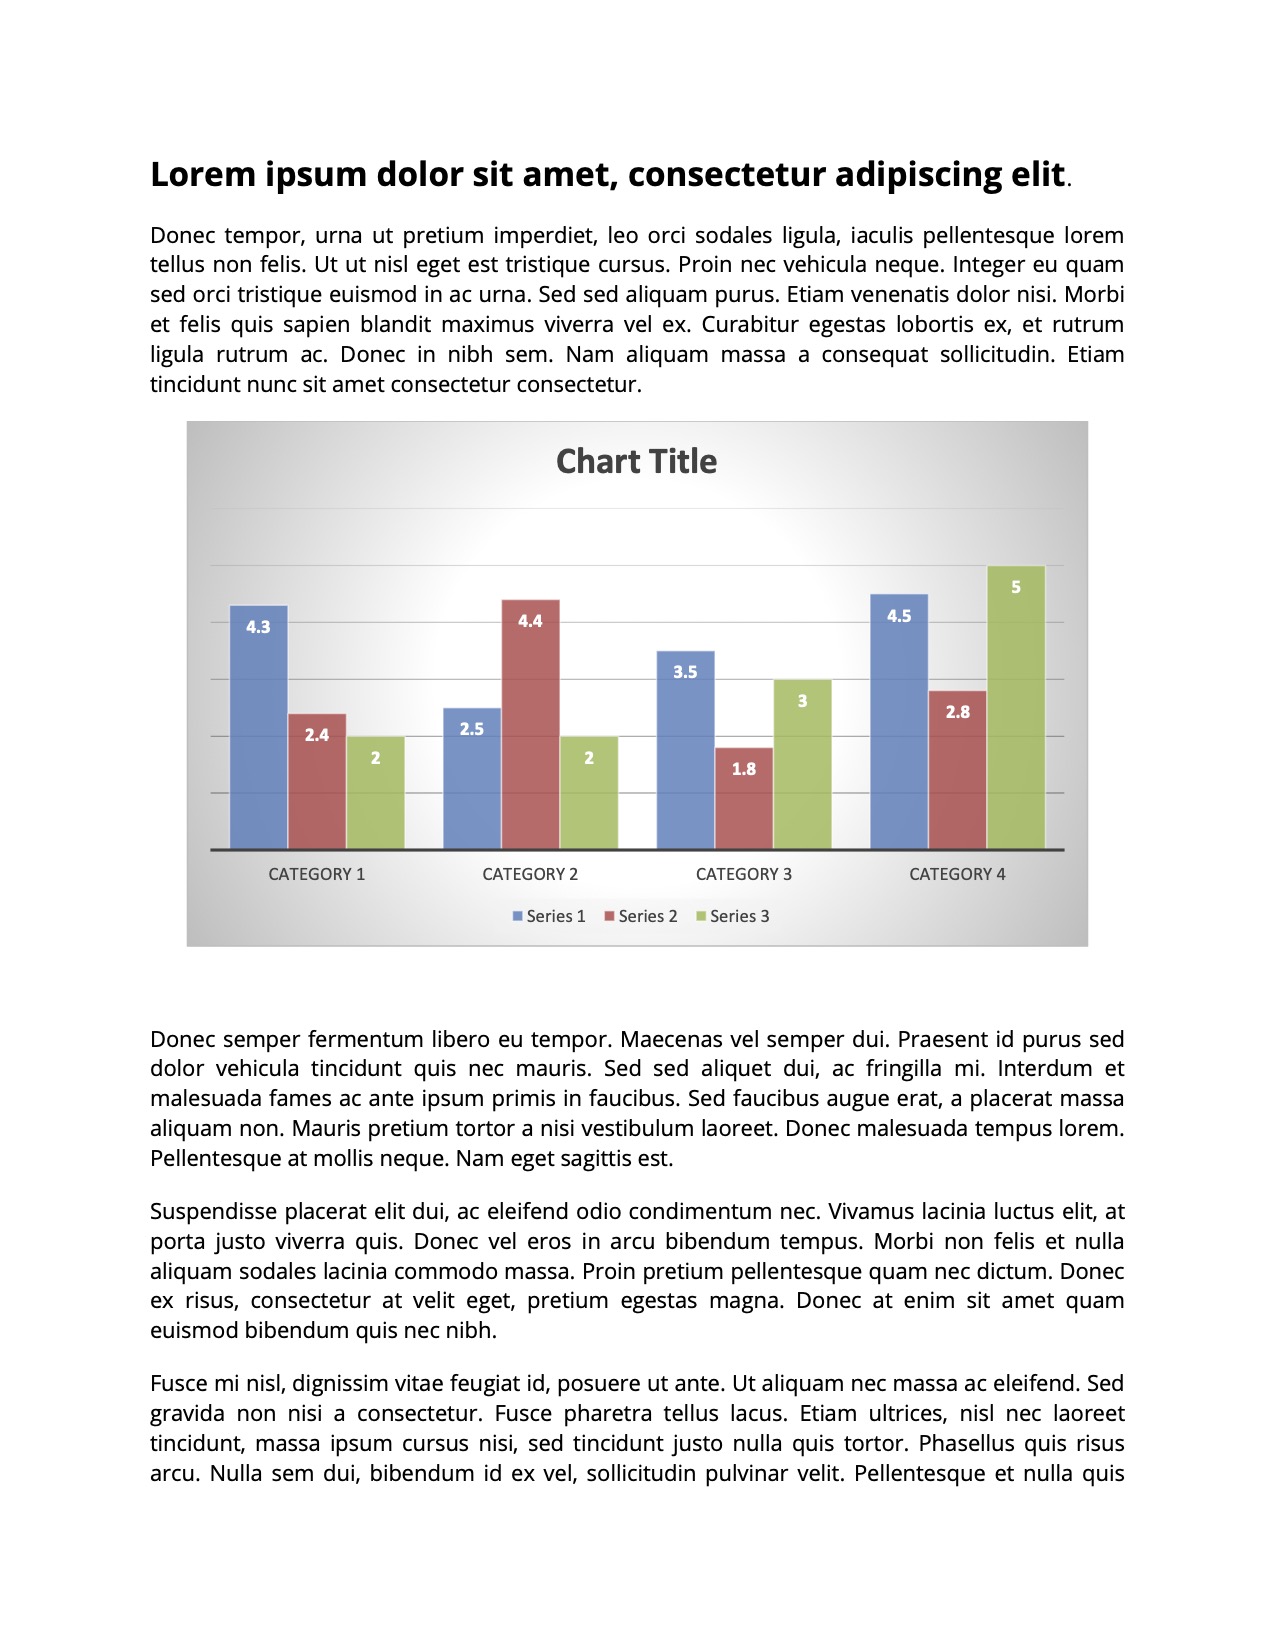 Lorem ipsum dolor sit amet, consectetur adipiscing elit.
Donec tempor, urna ut pretium imperdiet, leo orci sodales ligula, iaculis pellentesque lorem
tellus non felis. Ut ut nisl eget est tristique cursus. Proin nec vehicula neque. Integer eu quam
sed orci tristique euismod in ac urna. Sed sed aliquam purus. Etiam venenatis dolor nisi. Morbi
et felis quis sapien blandit maximus viverra vel ex. Curabitur egestas lobortis ex, et rutrum
ligula rutrum ac. Donec in nibh sem. Nam aliquam massa a consequat sollicitudin. Etiam
tincidunt nunc sit amet consectetur consectetur.
Chart Title
4.3
2.4
2
2.5
4.4
2
3.5
1.8
3
4.5
2.8
5
CATEGORY 1
CATEGORY 2
CATEGORY 3
CATEGORY 4
Series 1
Series 2
Series 3
Donec semper fermentum libero eu tempor. Maecenas vel semper dui. Praesent id purus sed
dolor vehicula tincidunt quis nec mauris. Sed sed aliquet dui, ac fringilla mi. Interdum et
malesuada fames ac ante ipsum primis in faucibus. Sed faucibus augue erat, a placerat massa
aliquam non. Mauris pretium tortor a nisi vestibulum laoreet. Donec malesuada tempus lorem.
Pellentesque at mollis neque. Nam eget sagittis est.
Suspendisse placerat elit dui, ac eleifend odio condimentum nec. Vivamus lacinia luctus elit, at
porta justo viverra quis. Donec vel eros in arcu bibendum tempus. Morbi non felis et nulla
aliquam sodales lacinia commodo massa. Proin pretium pellentesque quam nec dictum. Donec
ex risus, consectetur at velit eget, pretium egestas magna. Donec at enim sit amet quam
euismod bibendum quis nec nibh.
Fusce mi nisl, dignissim vitae feugiat id, posuere ut ante. Ut aliquam nec massa ac eleifend. Sed
gravida non nisi a consectetur. Fusce pharetra tellus lacus. Etiam ultrices, nisl nec laoreet
tincidunt, massa ipsum cursus nisi, sed tincidunt justo nulla quis tortor. Phasellus quis risus
arcu. Nulla sem dui, bibendum id ex vel, sollicitudin pulvinar velit. Pellentesque et nulla quis